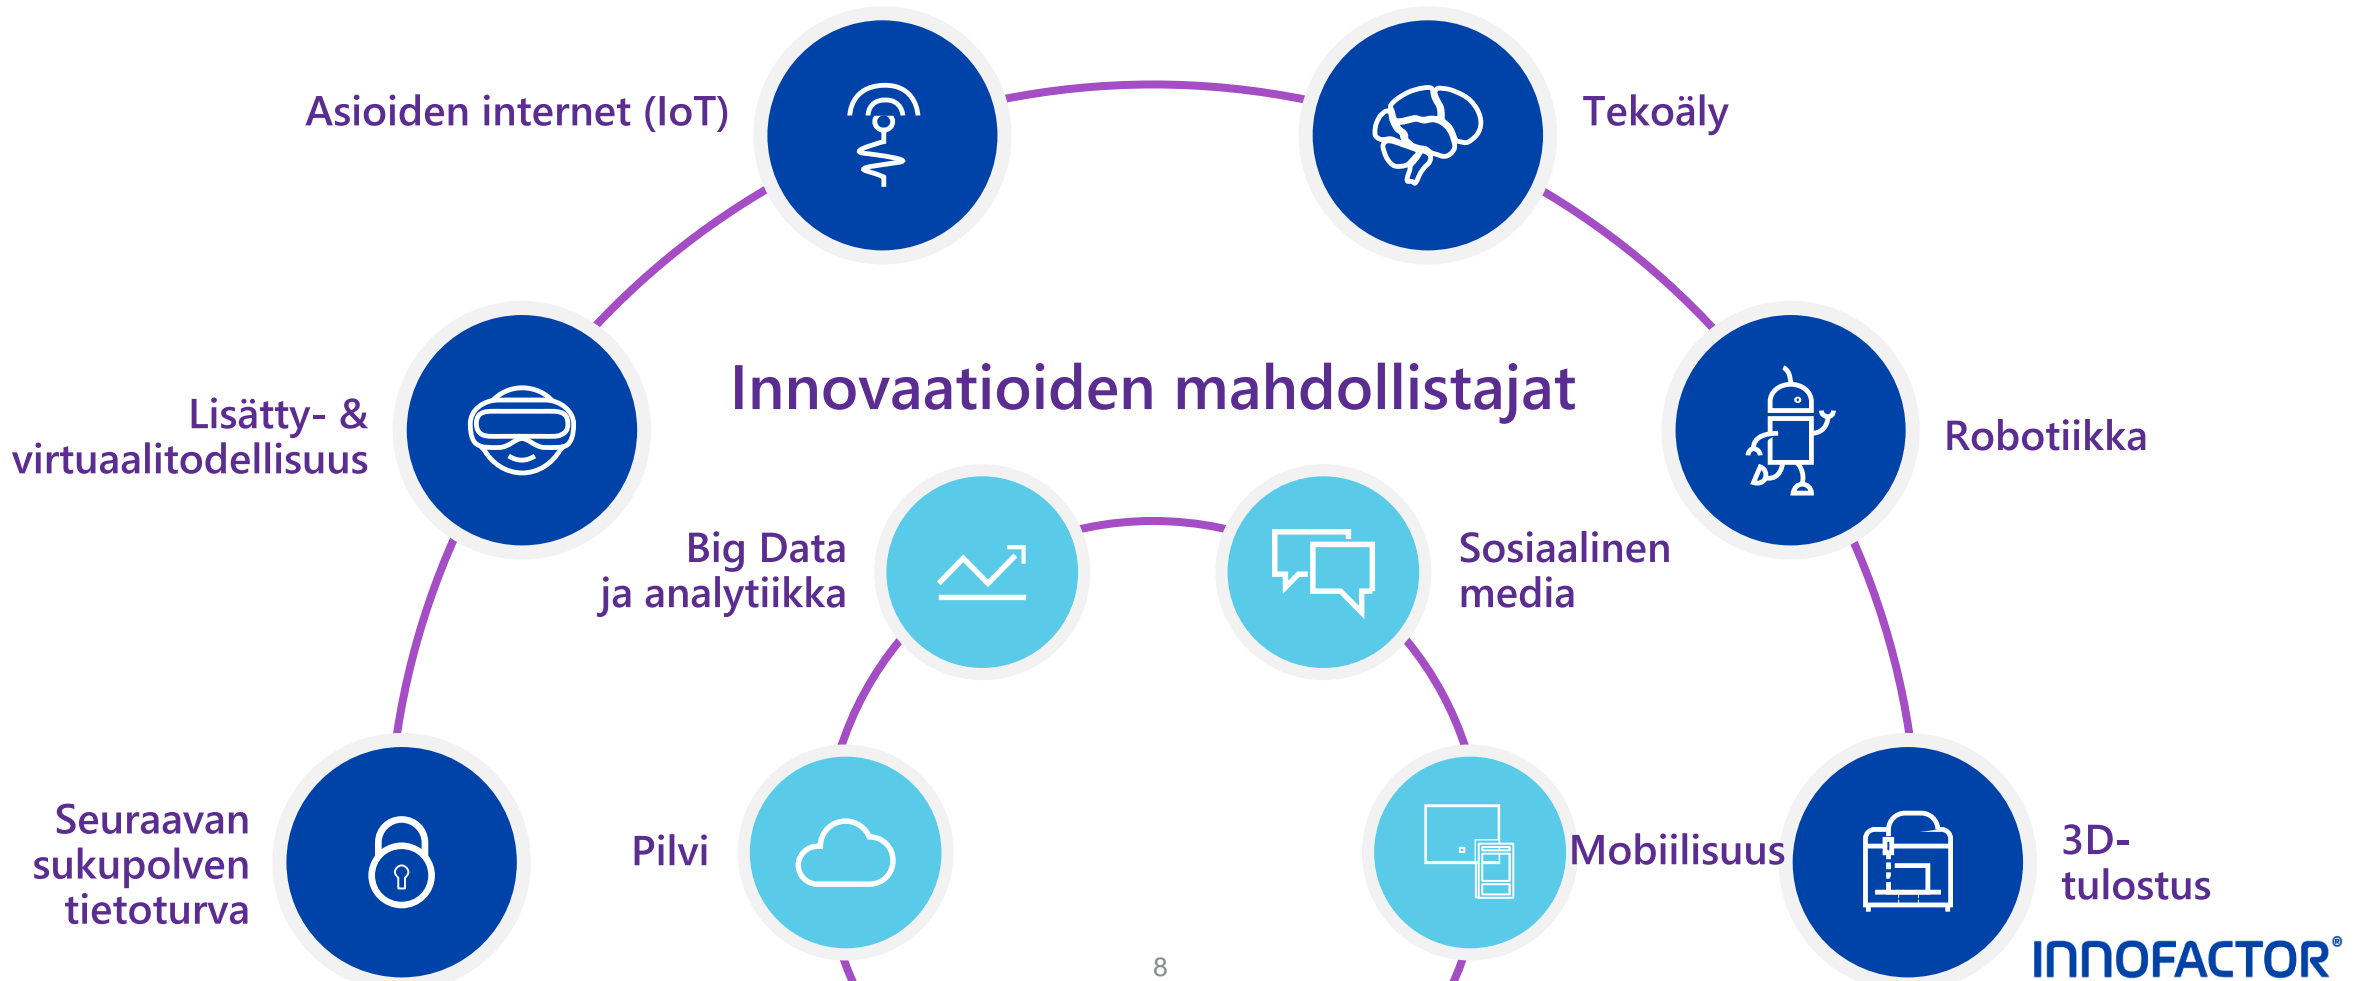 Asioiden internet (IoT)
Tekoäly
Innovaatioiden mahdollistajat
Lisätty- &
virtuaalitodellisuus
Robotiikka
Big Data
ja analytiikka
Sosiaalinen
media
Seuraavan
sukupolven
tietoturva
Pilvi
Mobiilisuus
3D-
tulostus
8
INNOFACTOR®